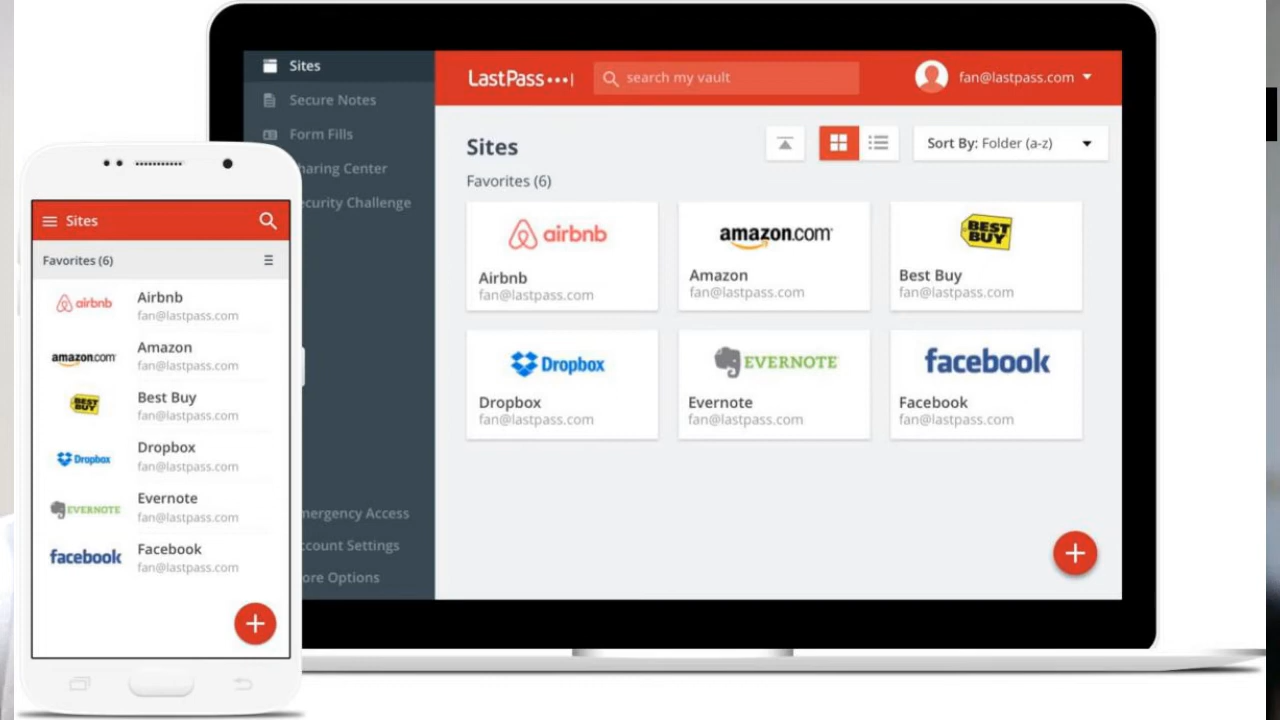 Sites
Secure Notes
Form Fills
haring Center
ecurity Challenge
mergency Access
ccount Settings
ore Options
LastPass
search my vault
fan@lastpass.com
Sites
Sort By: Folder (a-z)
Favorites (6)
airbnb
Airbnb
fan@lastpass.com
amazon.com
Amazon
fan@lastpass.com
BEST BUY
Best Buy
fan@lastpass.com
Dropbox
Dropbox
fan@lastpass.com
EVERNOTE
Evernote
fan@lastpass.com
facebook
Facebook
fan@lastpass.com
Sites
Favorites (6)
airbnb
Airbnb
fan@lastpass.com
amazon.com
Amazon
fan@lastpass.com
BEST BUY
Best Buy
fan@lastpass.com
Dropbox
Dropbox
fan@lastpass.com
EVERNOTE
Evernote
fan@lastpass.com
facebook
Facebook
fan@lastpass.com